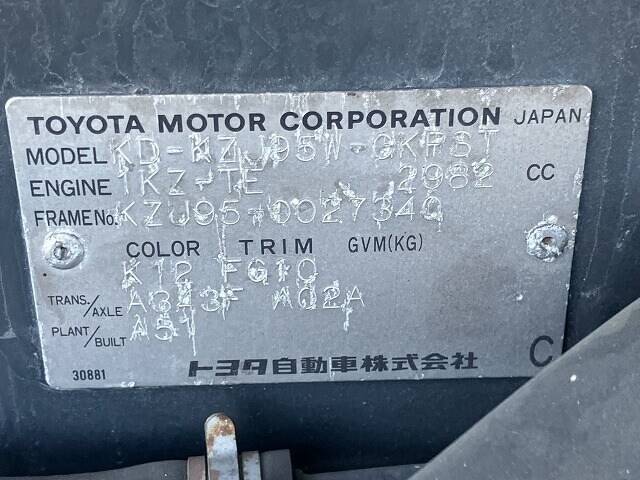 TOYOTA MOTOR CORPORATION JAPAN
MODEL KD-KZJ95W-GKPST
ENGINE 1KZ-TE 2982 CC
FRAME No. KZJ95-0027340
COLOR TRIM GVM(KG)
K12 FG10
TRANS./AXLE A343F A02A
PLANT/BUILT A51
トヨタ自動車株式会社
30881 C